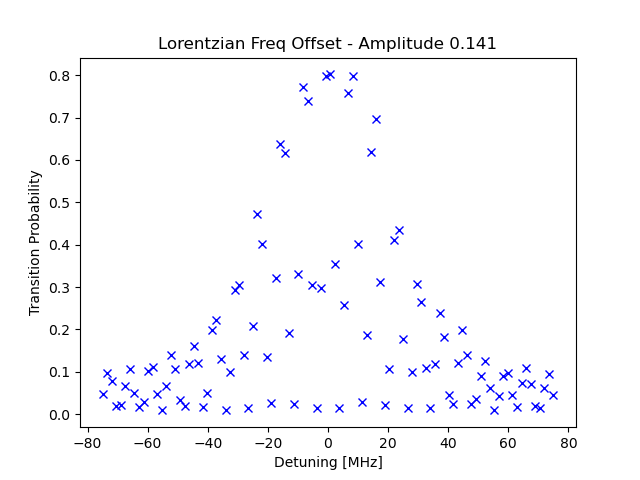 Lorentzian Freq Offset - Amplitude 0.141
Transition Probability
0.8
0.7
0.6
0.5
0.4
0.3
0.2
0.1
0.0
−80 −60 −40 −20 0 20 40 60 80
Detuning [MHz]